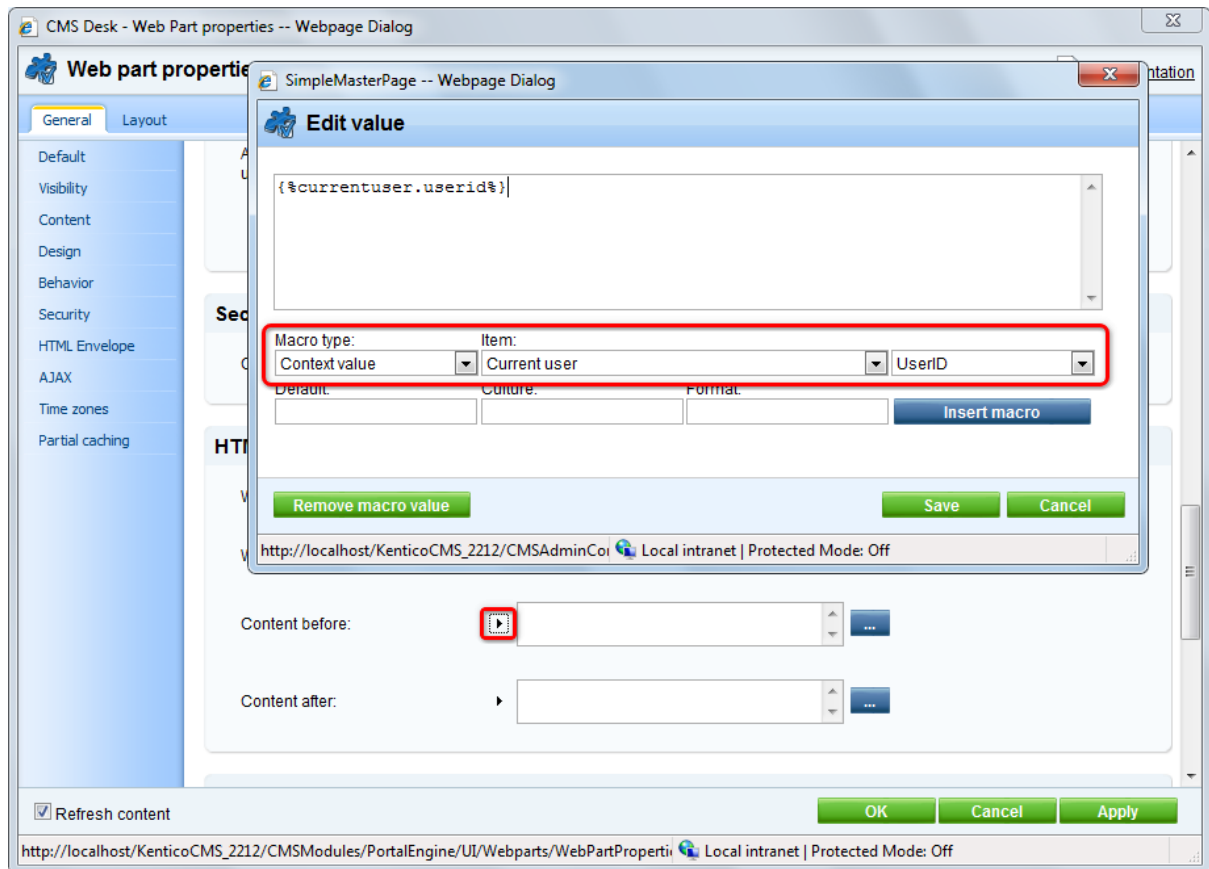 CMS Desk - Web Part properties -- Webpage Dialog
Web part propertie
ntation
General Layout
Default
Visibility
Content
Design
Behavior
Security
HTML Envelope
AJAX
Time zones
Partial caching
SimpleMasterPage -- Webpage Dialog
Edit value
{%currentuser.userid%}
Macro type: Item:
Context value Current user UserID
Default: Culture: Format:
Insert macro
Remove macro value Save Cancel
http://localhost/KenticoCMS_2212/CMSAdminCo Local intranet | Protected Mode: Off
A
u
Sec
HT
W
W
Content before: ...
Content after: ...
Refresh content OK Cancel Apply
http://localhost/KenticoCMS_2212/CMSModules/PortalEngine/UI/Webparts/WebPartProperti Local intranet | Protected Mode: Off